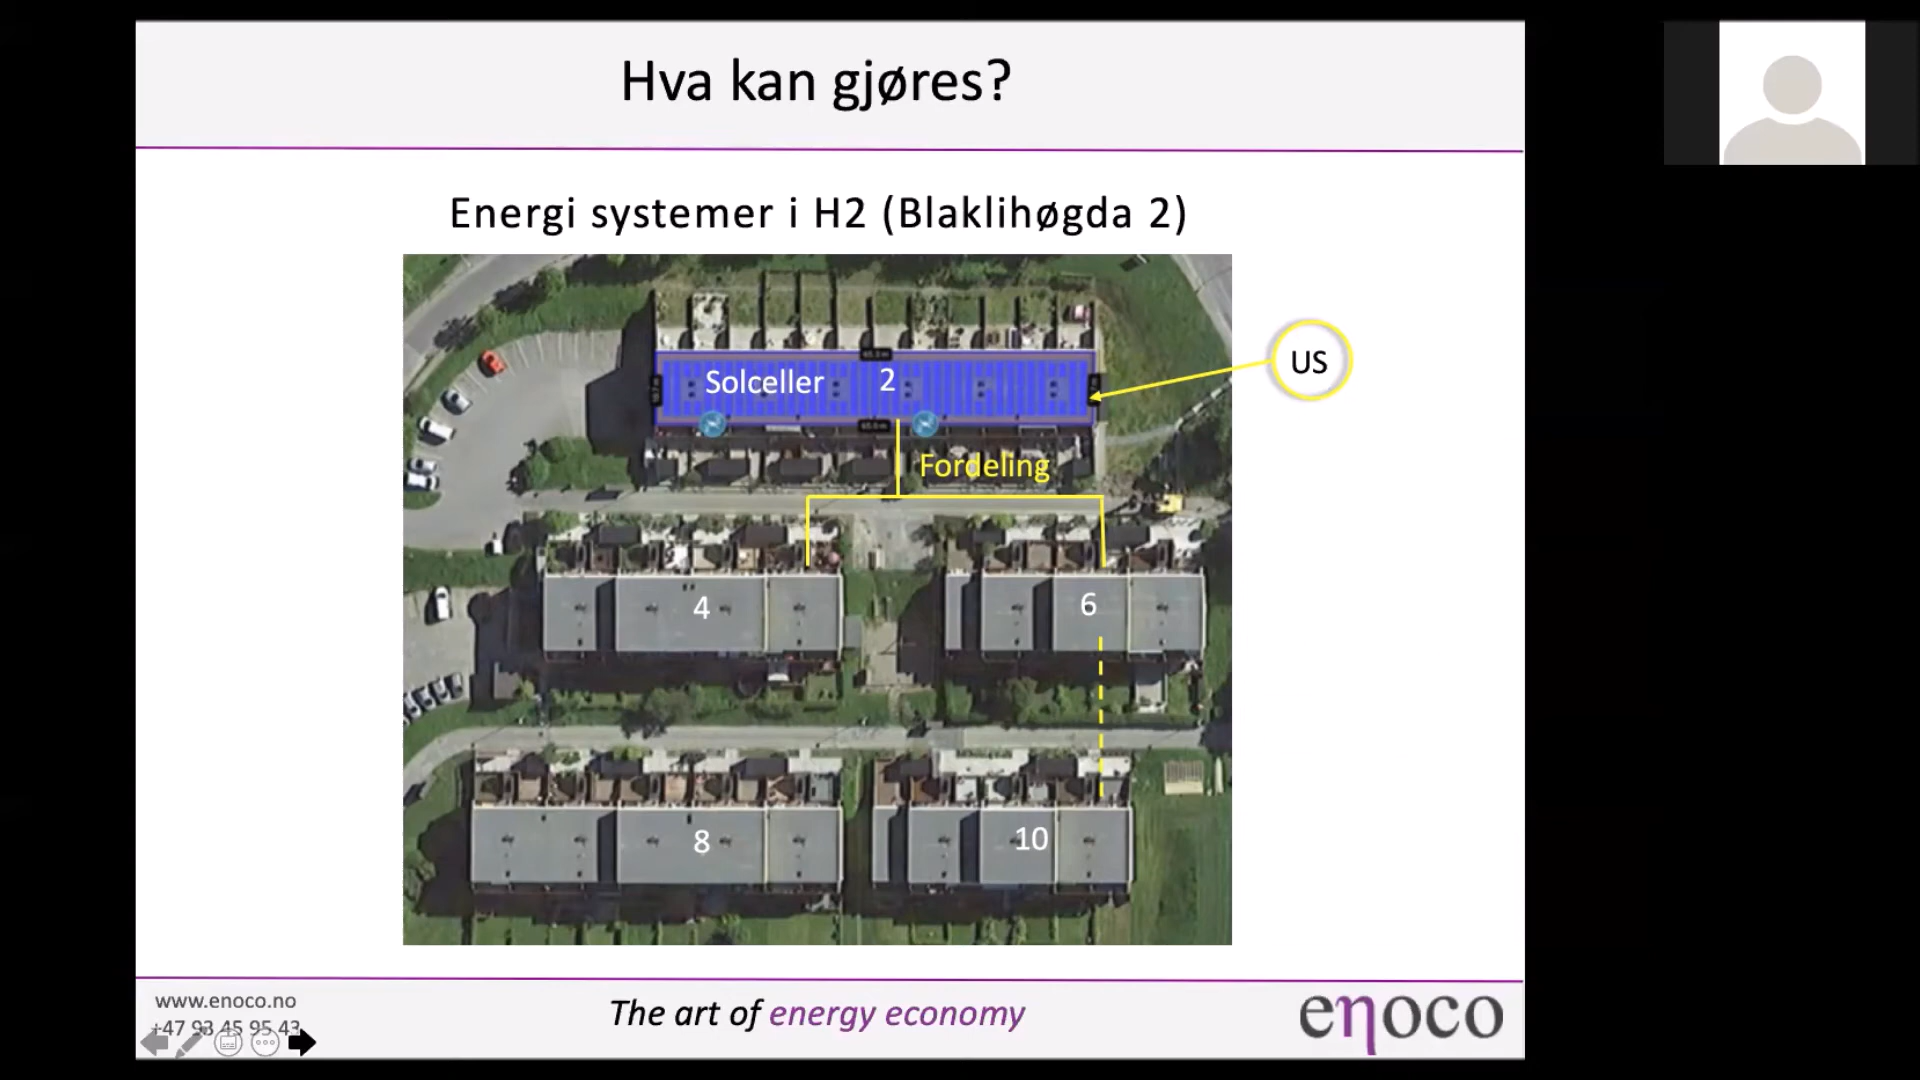 Hva kan gjøres?
Energi systemer i H2 (Blaklihøgda 2)
US
Solceller 2
Fordeling
4
6
8
10
www.enoco.no
+47 93 45 95 43
The art of energy economy
enoco